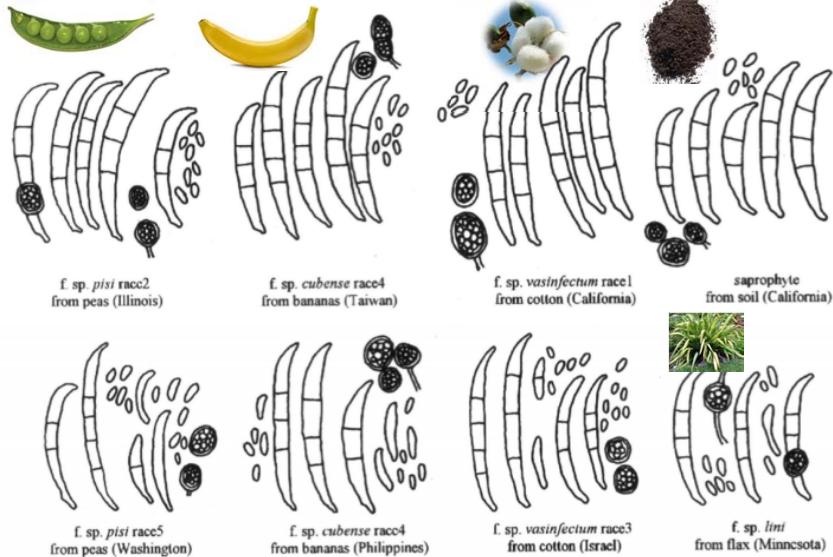 f. sp. pisi race2
from peas (Illinois)
f. sp. cubense race4
from bananas (Taiwan)
f. sp. vasinfectum race1
from cotton (California)
saprophyte
from soil (California)
f. sp. pisi race5
from peas (Washington)
f. sp. cubense race4
from bananas (Philippines)
f. sp. vasinfectum race3
from cotton (Israel)
f. sp. lini
from flax (Minnesota)